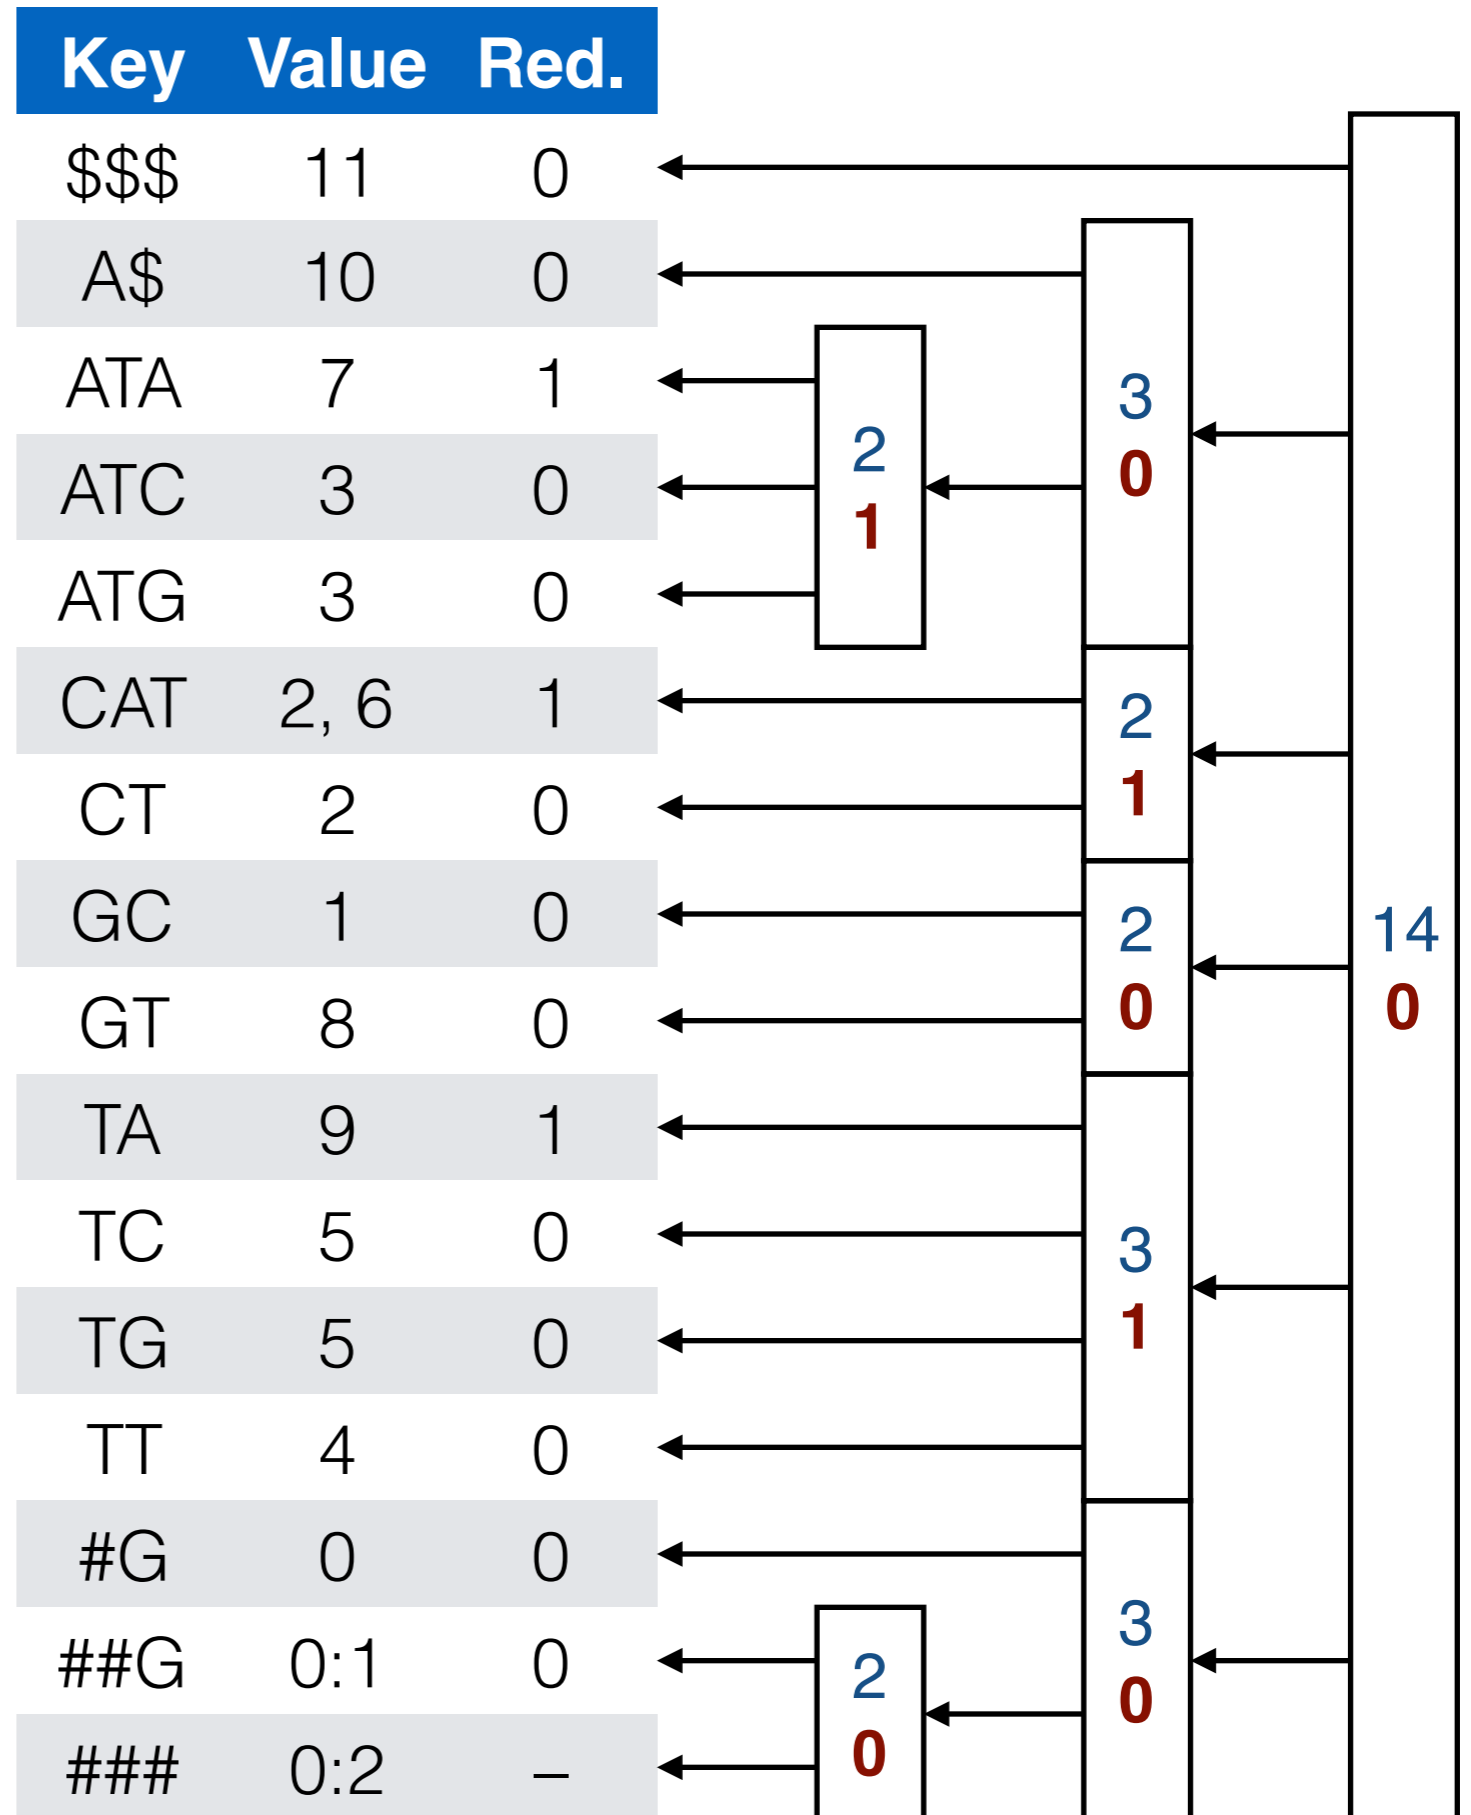 Key Value Red.
$$$ 11 0
A$ 10 0
ATA 7 1
ATC 3 0
ATG 3 0
CAT 2, 6 1
CT 2 0
GC 1 0
GT 8 0
TA 9 1
TC 5 0
TG 5 0
TT 4 0
#G 0 0
##G 0:1 0
### 0:2 –
2
1
2
0
3
0
2
1
2
0
3
1
3
0
14
0